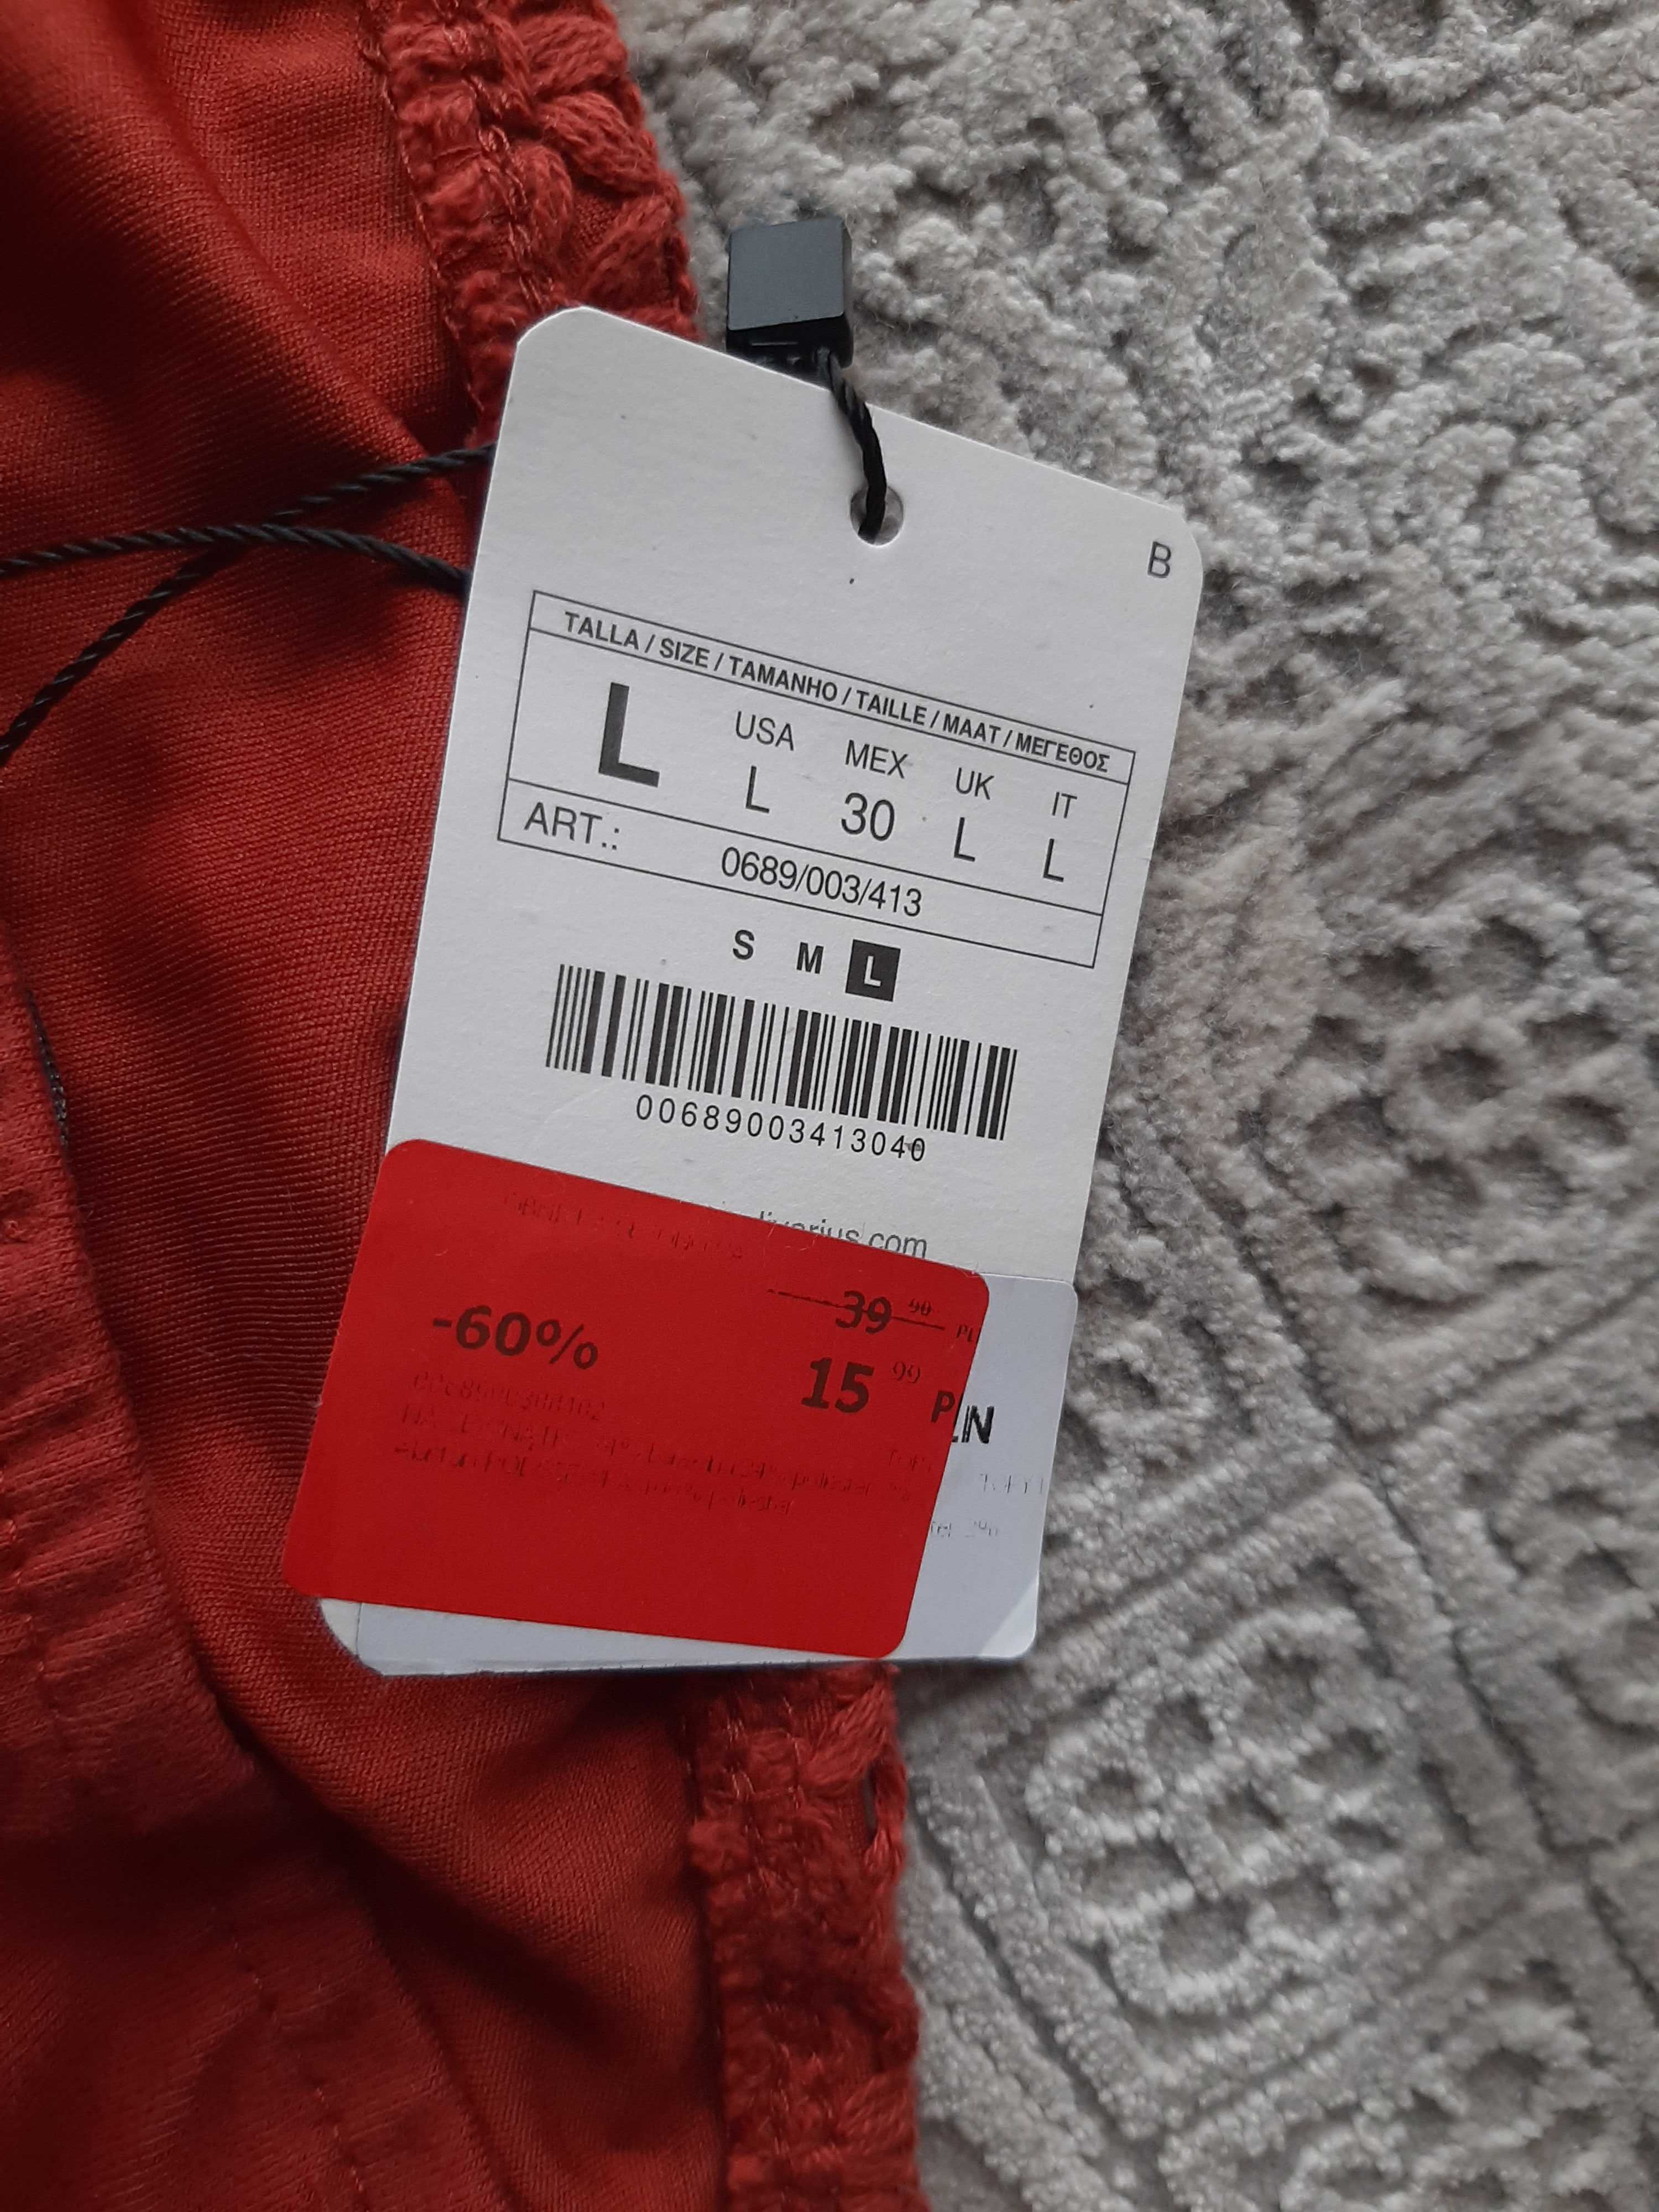 B
TALLA / SIZE / TAMANHO / TAILLE / MAAT / ΜΕΓΕΘΟΣ
L USA MEX UK IT
L 30 L L
ART.: 0689/003/413
S M L
00689003413040
.com
-60% 39 90
15 99 PLN